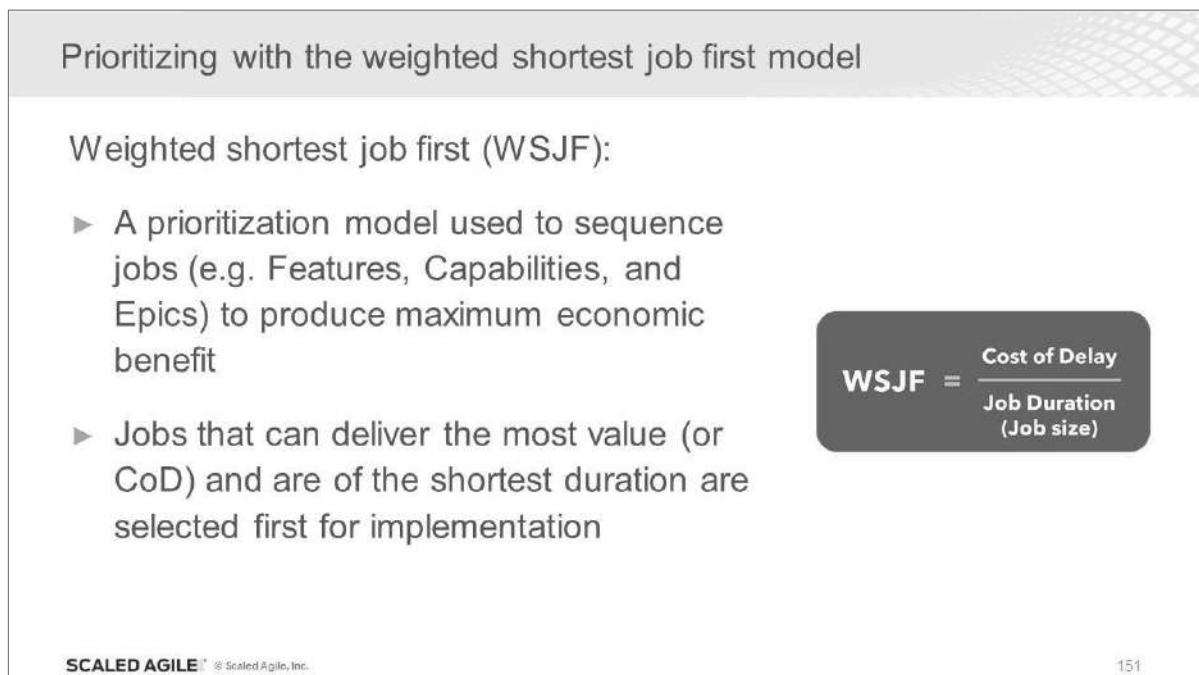 Prioritizing with the weighted shortest job first model
Weighted shortest job first (WSJF):
► A prioritization model used to sequence
jobs (e.g. Features, Capabilities, and
Epics) to produce maximum economic
benefit
► Jobs that can deliver the most value (or
CoD) and are of the shortest duration are
selected first for implementation
WSJF = Cost of Delay
Job Duration
(Job size)
SCALED AGILE © Scaled Agile, Inc.
151